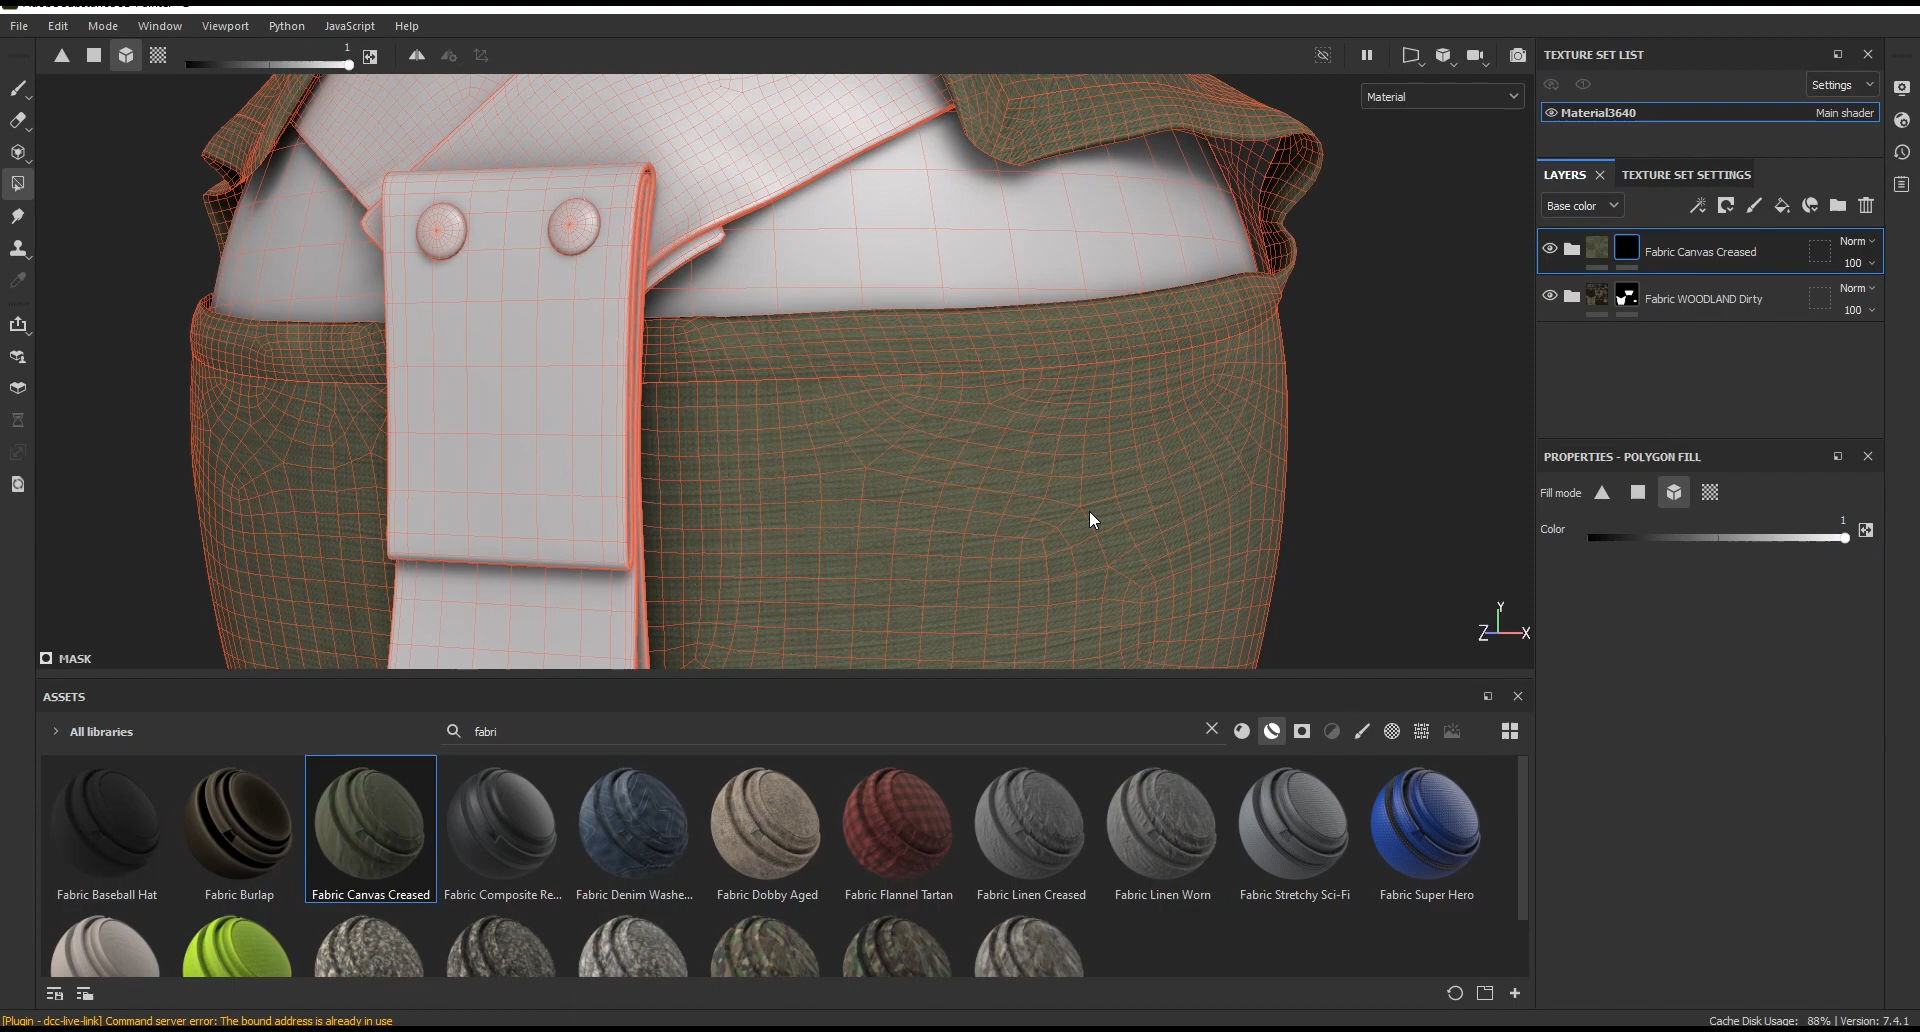 File Edit Mode Window Viewport Python JavaScript Help
1
Material
MASK
Y
Z X
TEXTURE SET LIST
Settings
Material3640 Main shader
LAYERS TEXTURE SET SETTINGS
Base color
Fabric Canvas Creased Norm
100
Fabric WOODLAND Dirty Norm
100
PROPERTIES - POLYGON FILL
Fill mode
Color 1
ASSETS
All libraries
fabri
Fabric Baseball Hat Fabric Burlap Fabric Canvas Creased Fabric Composite Re... Fabric Denim Washe... Fabric Dobby Aged Fabric Flannel Tartan Fabric Linen Creased Fabric Linen Worn Fabric Stretchy Sci-Fi Fabric Super Hero
[Plugin - dcc-live-link] Command server error: The bound address is already in use
Cache Disk Usage: 88% | Version: 7.4.1